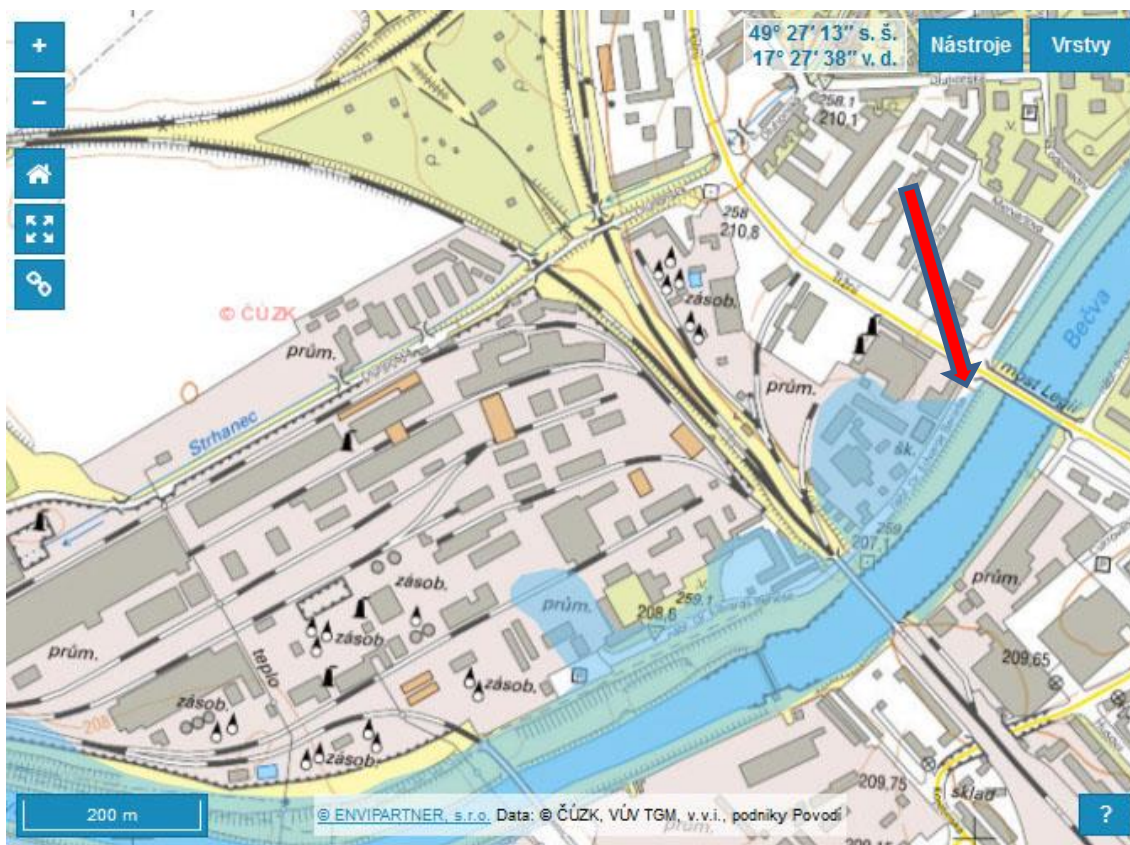 +
−
49° 27′ 13″ s. š.
17° 27′ 38″ v. d.
Nástroje
Vrstvy
258.1
210,1
258
210,8
Bečva
zásob.
Tržní
© ČÚZK
prům.
prům.
most Legií
Strhanec
šk.
259
207,1
zásob.
prům.
prům.
259.1
208,6
zásob.
prům.
teplo
209,65
zásob.
zásob.
208
zásob.
209,75
sklad
200 m
© ENVIPARTNER, s.r.o. Data: © ČÚZK, VÚV TGM, v.v.i., podniky Povodí
prům.
?